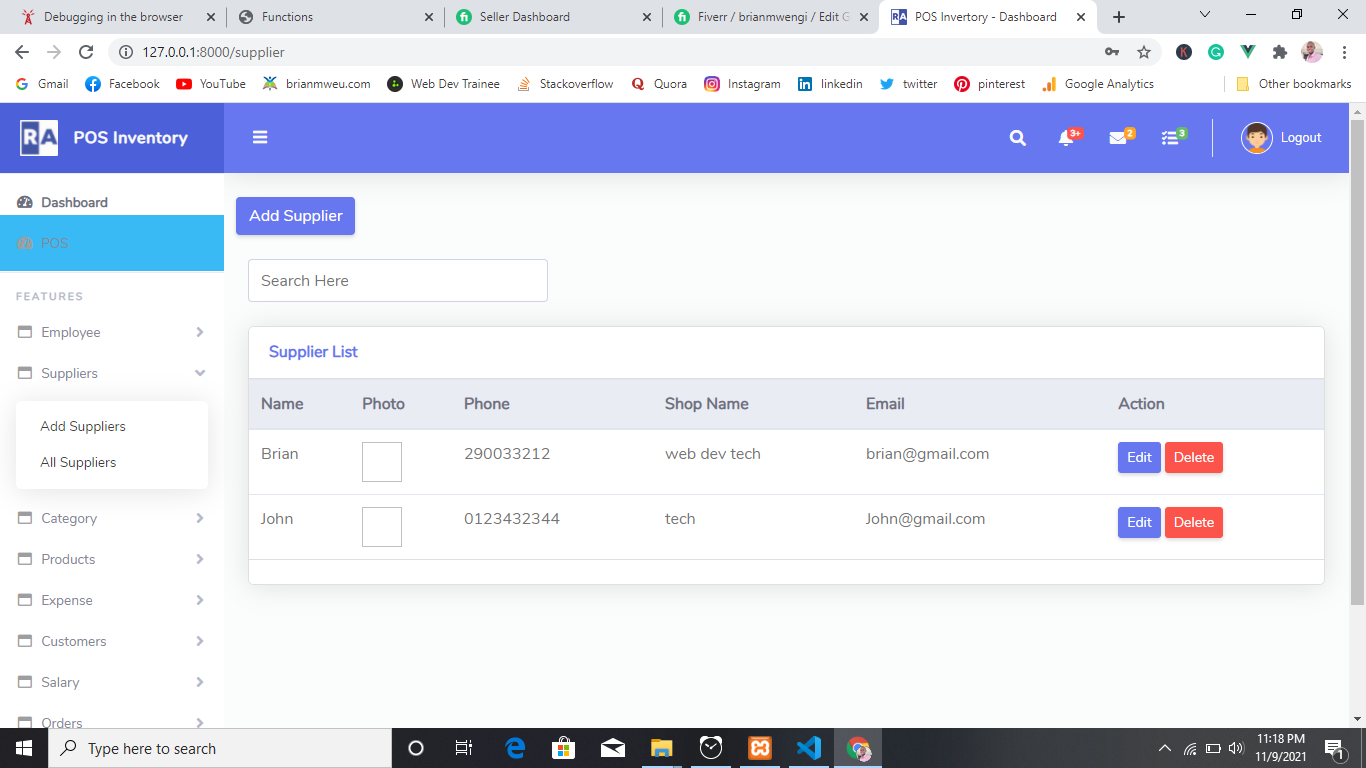 Debugging in the browser
Functions
Seller Dashboard
Fiverr / brianmwengi / Edit G
POS Invertory - Dashboard
127.0.0.1:8000/supplier
Gmail
Facebook
YouTube
brianmweu.com
Web Dev Trainee
Stackoverflow
Quora
Instagram
linkedin
twitter
pinterest
Google Analytics
Other bookmarks
RA
POS Inventory
3+
2
3
Logout
Dashboard
POS
FEATURES
Employee
Suppliers
Add Suppliers
All Suppliers
Category
Products
Expense
Customers
Salary
Orders
Add Supplier
Search Here
Supplier List
Name Photo Phone Shop Name Email Action
Brian 290033212 web dev tech brian@gmail.com Edit Delete
John 0123432344 tech John@gmail.com Edit Delete
Type here to search
11:18 PM
11/9/2021
1